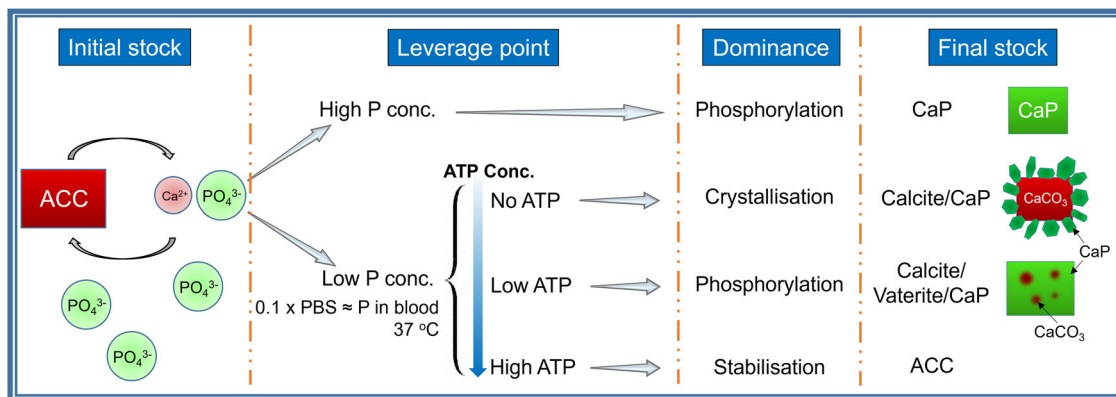 Initial stock
Leverage point
Dominance
Final stock
ACC
Ca²⁺
PO₄³⁻
PO₄³⁻
PO₄³⁻
PO₄³⁻
High P conc.
Phosphorylation
CaP
CaP
ATP Conc.
No ATP
Crystallisation
Calcite/CaP
CaCO₃
CaP
Low P conc.
0.1 x PBS ≈ P in blood
37 ºC
Low ATP
Phosphorylation
Calcite/
Vaterite/CaP
CaCO₃
High ATP
Stabilisation
ACC